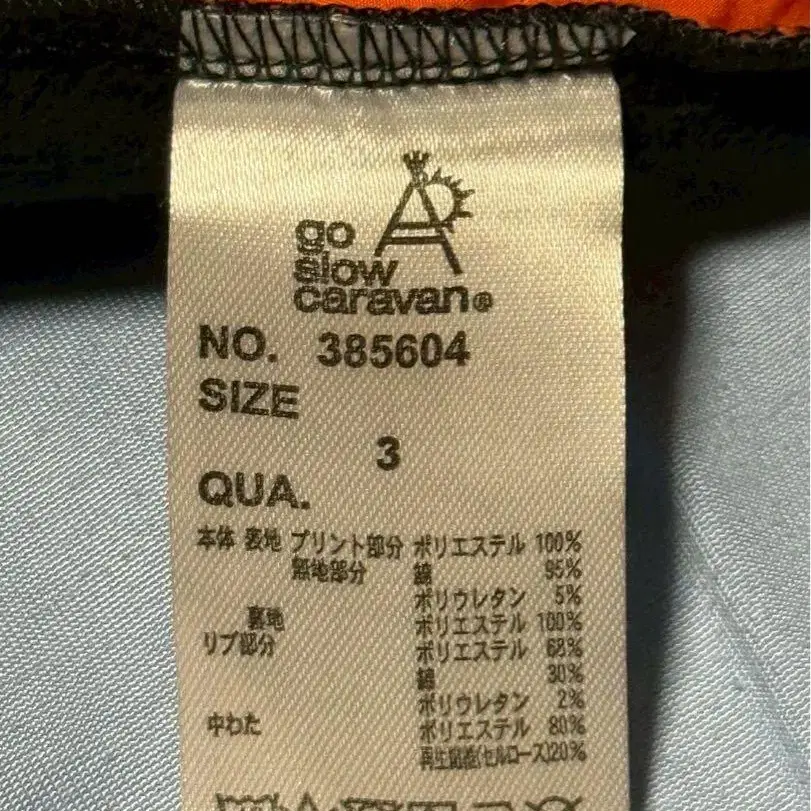 go
slow
caravan®
NO. 385604
SIZE
3
QUA.
本体 表地 プリント部分 ポリエステル 100%
無地部分 綿 95%
ポリウレタン 5%
裏地 ポリエステル 100%
リブ部分 ポリエステル 68%
綿 30%
ポリウレタン 2%
中わた ポリエステル 80%
再生繊維(セルロース)20%